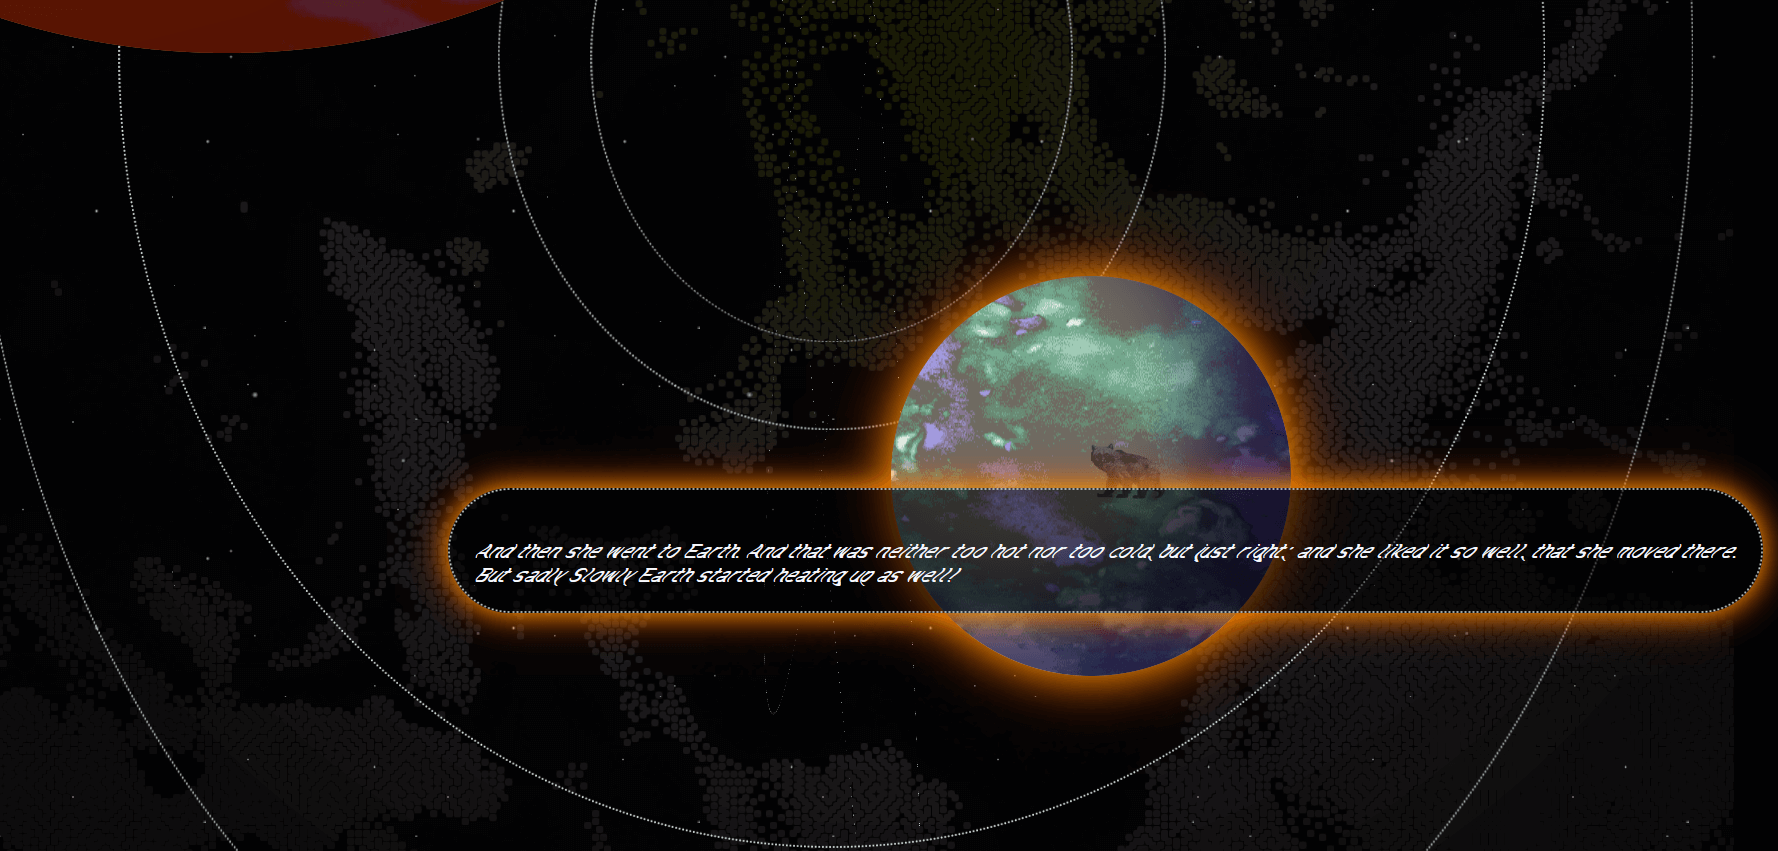 And then she went to Earth. And that was neither too hot nor too cold, but just right; and she liked it so well, that she moved there.
But sadly Slowly Earth started heating up as well!